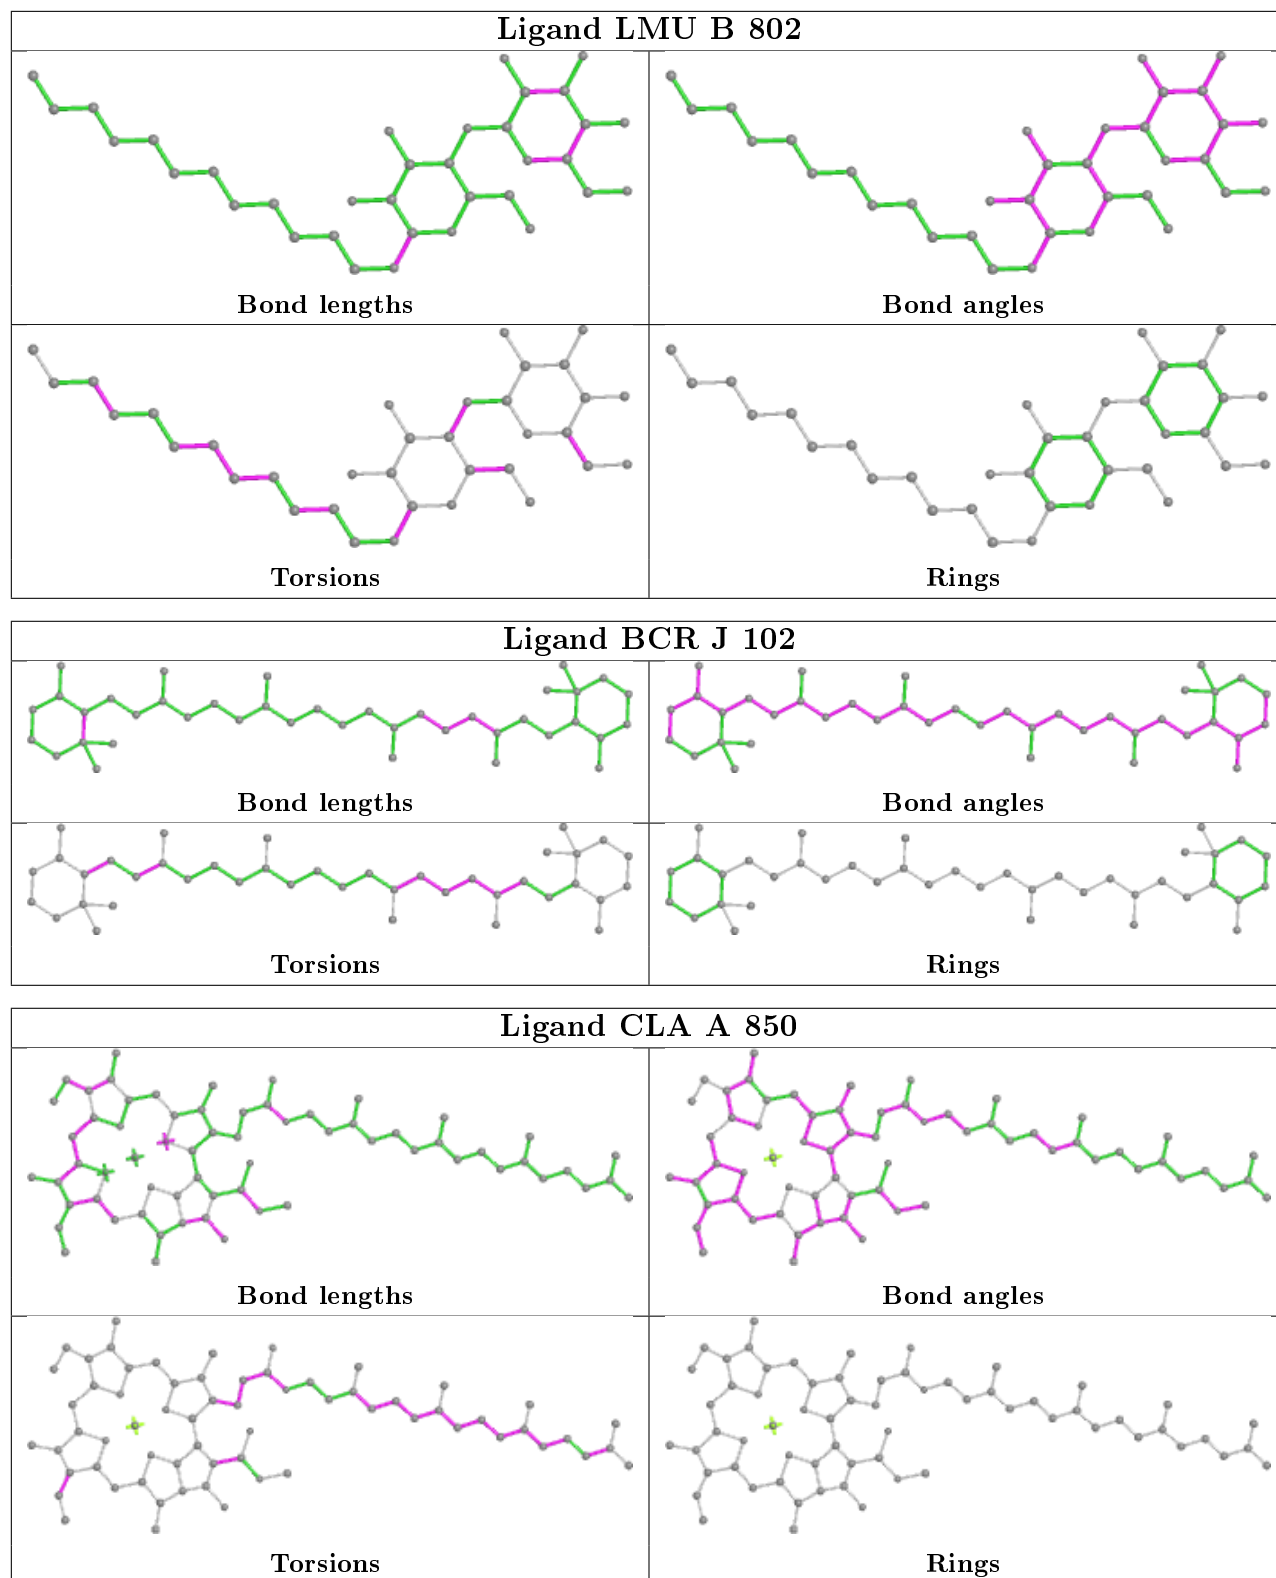 Ligand LMU B 802
Bond lengths
Bond angles
Torsions
Rings
Ligand BCR J 102
Bond lengths
Bond angles
Torsions
Rings
Ligand CLA A 850
Bond lengths
Bond angles
Torsions
Rings